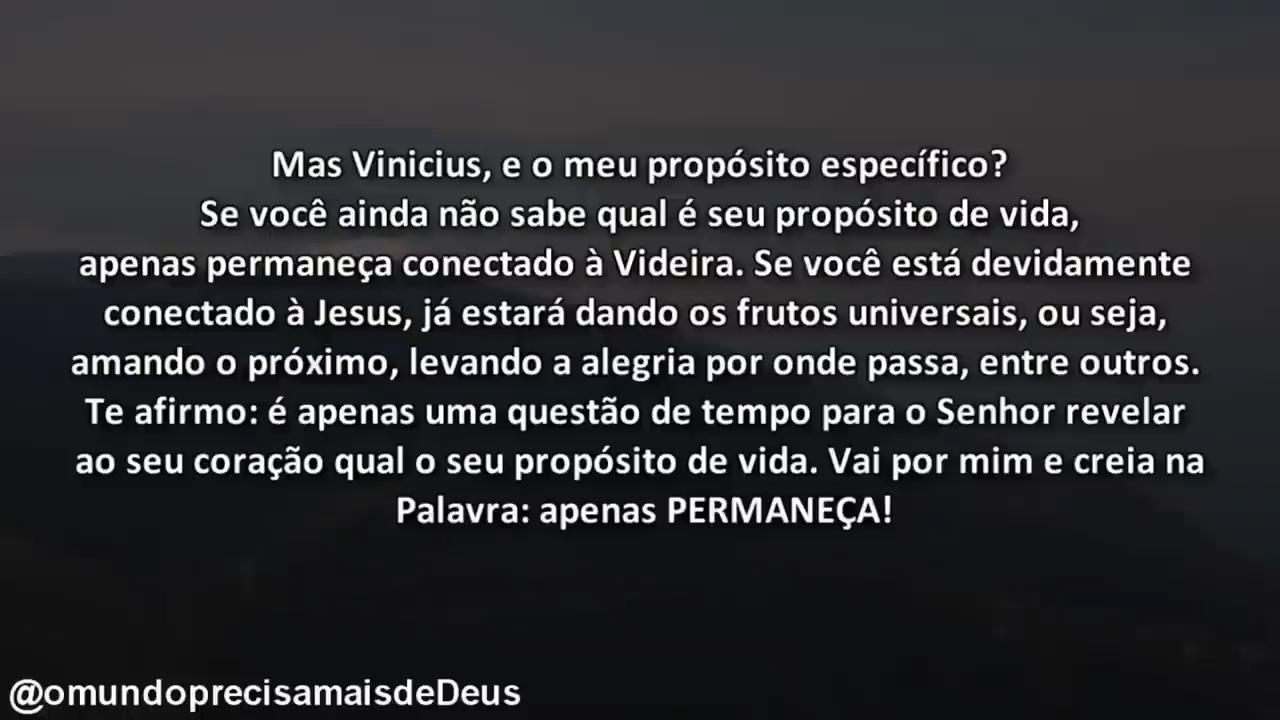 Mas Vinicius, e o meu propósito específico?
Se você ainda não sabe qual é seu propósito de vida,
apenas permaneça conectado à Videira. Se você está devidamente
conectado à Jesus, já estará dando os frutos universais, ou seja,
amando o próximo, levando a alegria por onde passa, entre outros.
Te afirmo: é apenas uma questão de tempo para o Senhor revelar
ao seu coração qual o seu propósito de vida. Vai por mim e creia na
Palavra: apenas PERMANEÇA!
@omundoprecisamaisdeDeus